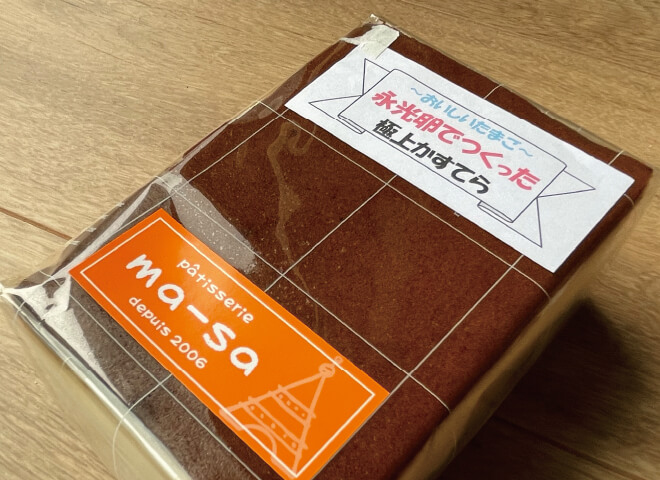 ~おいしいたまご~
永光卵でつくった
極上かすてら
pâtisserie
ma-sa
depuis 2006